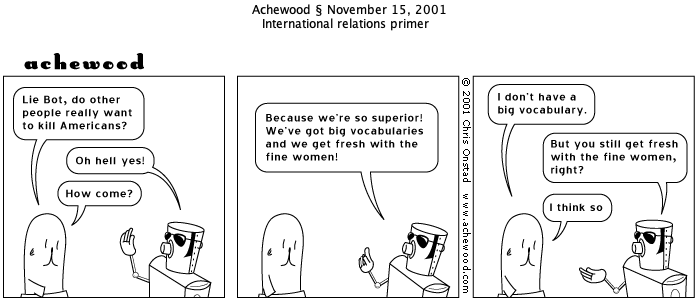 Achewood § November 15, 2001
International relations primer
achewood
Lie Bot, do other
people really want
to kill Americans?
Oh hell yes!
How come?
Because we're so superior!
We've got big vocabularies
and we get fresh with the
fine women!
© 2001 Chris Onstad www.achewood.com
I don't have a
big vocabulary.
But you still get fresh
with the fine women,
right?
I think so